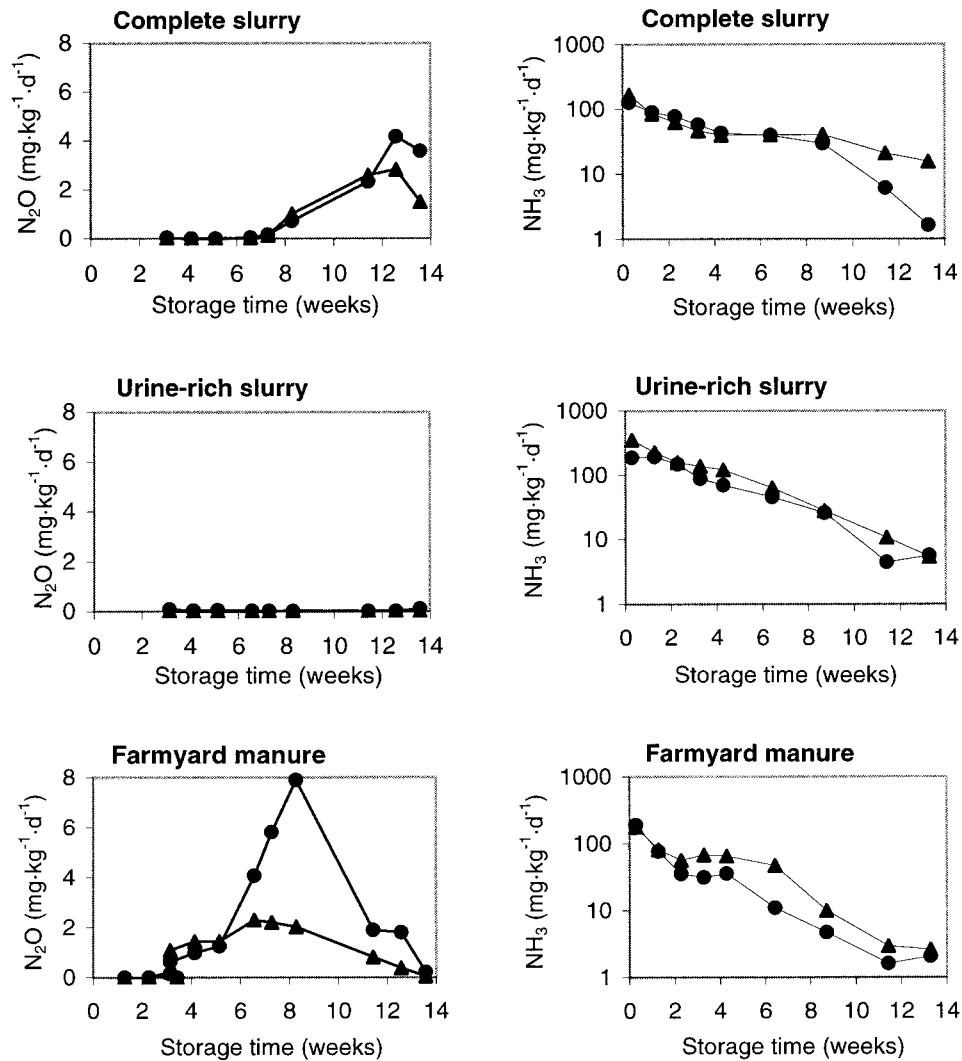 Complete slurry
8
6
4
2
0
N₂O (mg·kg⁻¹·d⁻¹)
0 2 4 6 8 10 12 14
Storage time (weeks)
Complete slurry
1000
100
10
1
NH₃ (mg·kg⁻¹·d⁻¹)
0 2 4 6 8 10 12 14
Storage time (weeks)
Urine-rich slurry
8
6
4
2
0
N₂O (mg·kg⁻¹·d⁻¹)
0 2 4 6 8 10 12 14
Storage time (weeks)
Urine-rich slurry
1000
100
10
1
NH₃ (mg·kg⁻¹·d⁻¹)
0 2 4 6 8 10 12 14
Storage time (weeks)
Farmyard manure
8
6
4
2
0
N₂O (mg·kg⁻¹·d⁻¹)
0 2 4 6 8 10 12 14
Storage time (weeks)
Farmyard manure
1000
100
10
1
NH₃ (mg·kg⁻¹·d⁻¹)
0 2 4 6 8 10 12 14
Storage time (weeks)